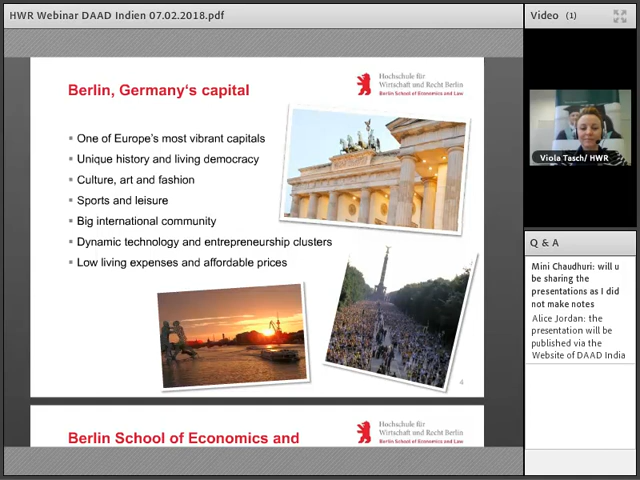 HWR Webinar DAAD Indien 07.02.2018.pdf
Berlin, Germany's capital
Hochschule für
Wirtschaft und Recht Berlin
Berlin School of Economics and Law
One of Europe's most vibrant capitals
Unique history and living democracy
Culture, art and fashion
Sports and leisure
Big international community
Dynamic technology and entrepreneurship clusters
Low living expenses and affordable prices
4
Berlin School of Economics and
Hochschule für
Wirtschaft und Recht Berlin
Berlin School of Economics and Law
Video (1)
Viola Tasch/ HWR
Q & A
Mini Chaudhuri: will u
be sharing the
presentations as I did
not make notes
Alice Jordan: the
presentation will be
published via the
Website of DAAD India